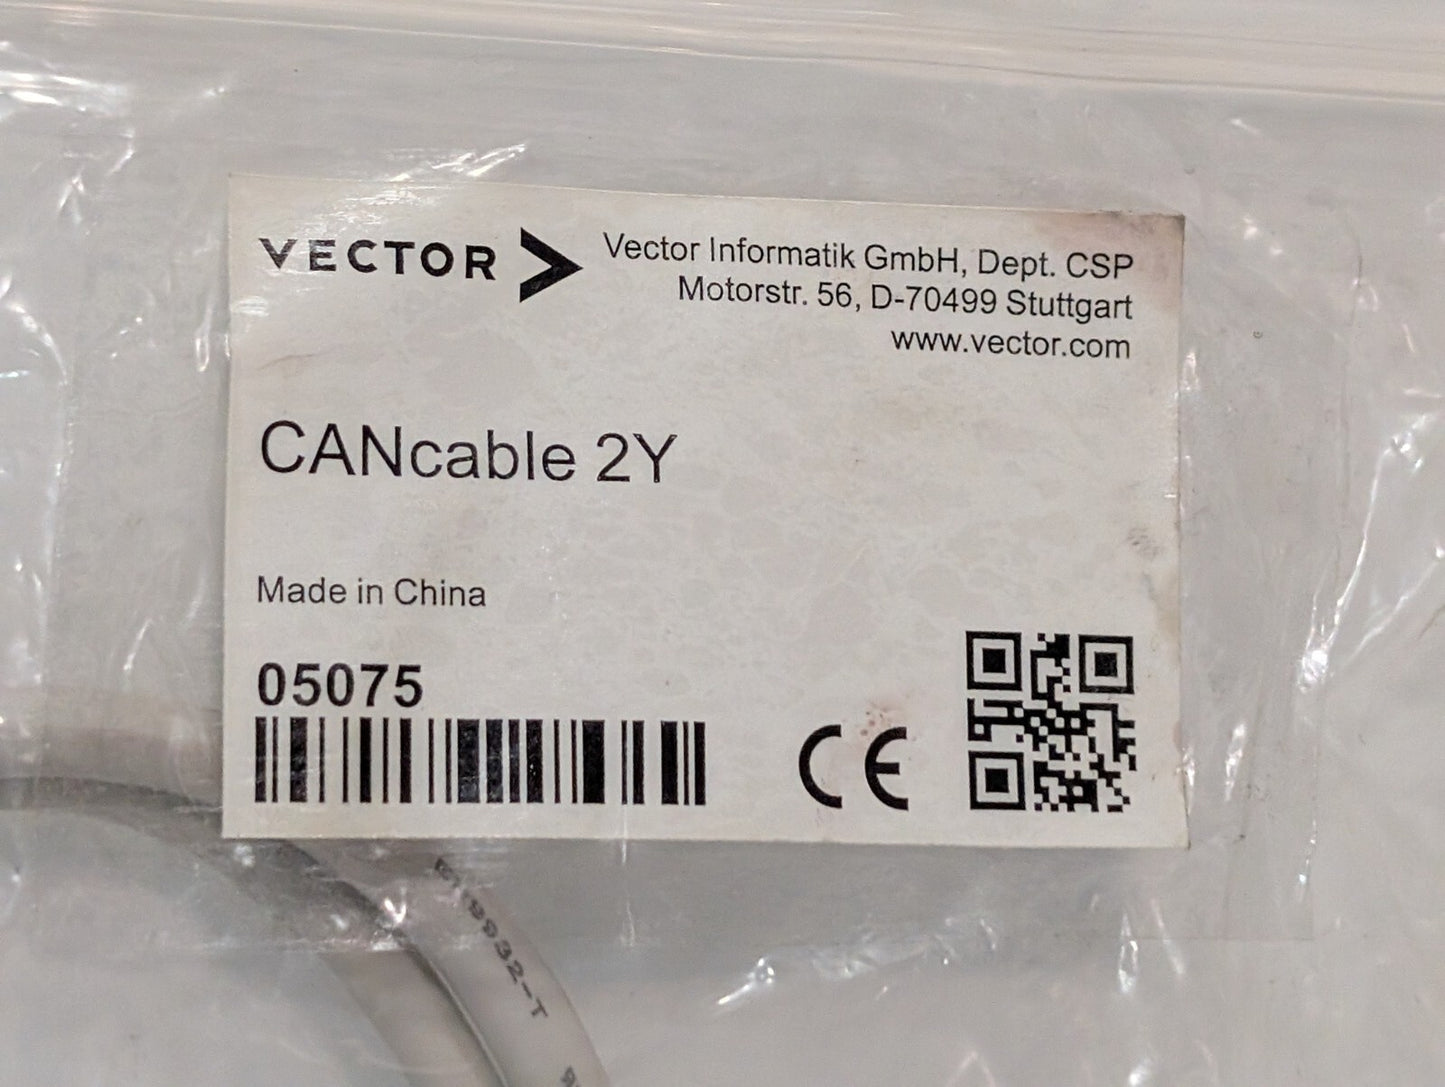 VECTOR
Vector Informatik GmbH, Dept. CSP
Motorstr. 56, D-70499 Stuttgart
www.vector.com
CANcable 2Y
Made in China
05075
CE